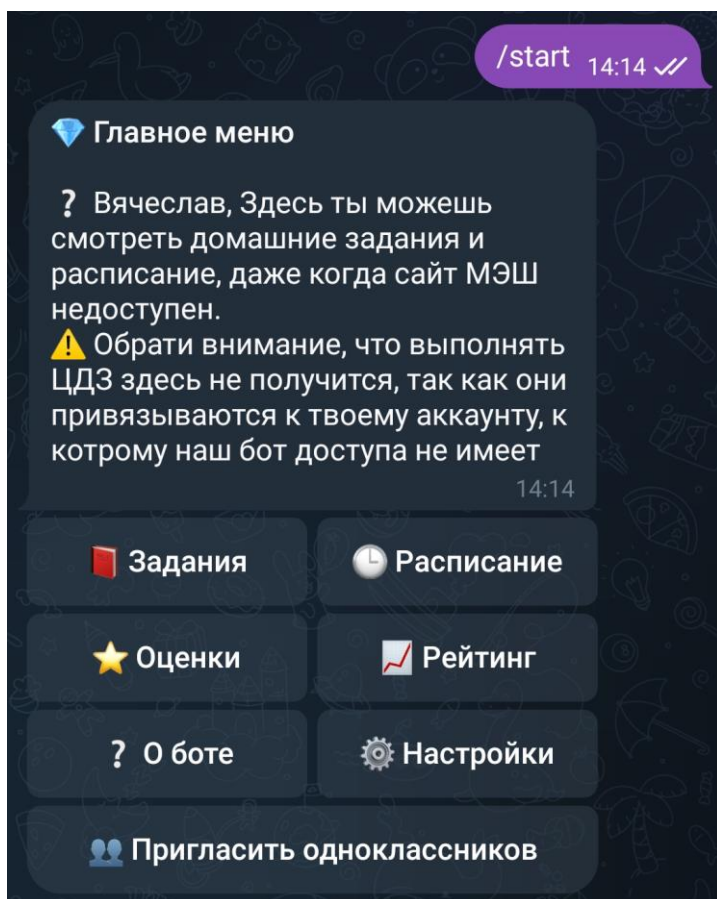 /start 14:14
💎 Главное меню
❔ Вячеслав, Здесь ты можешь
смотреть домашние задания и
расписание, даже когда сайт МЭШ
недоступен.
⚠️ Обрати внимание, что выполнять
ЦДЗ здесь не получится, так как они
привязываются к твоему аккаунту, к
котрому наш бот доступа не имеет
14:14
📕 Задания
🕒 Расписание
⭐ Оценки
📈 Рейтинг
❔ О боте
⚙️ Настройки
👥 Пригласить одноклассников